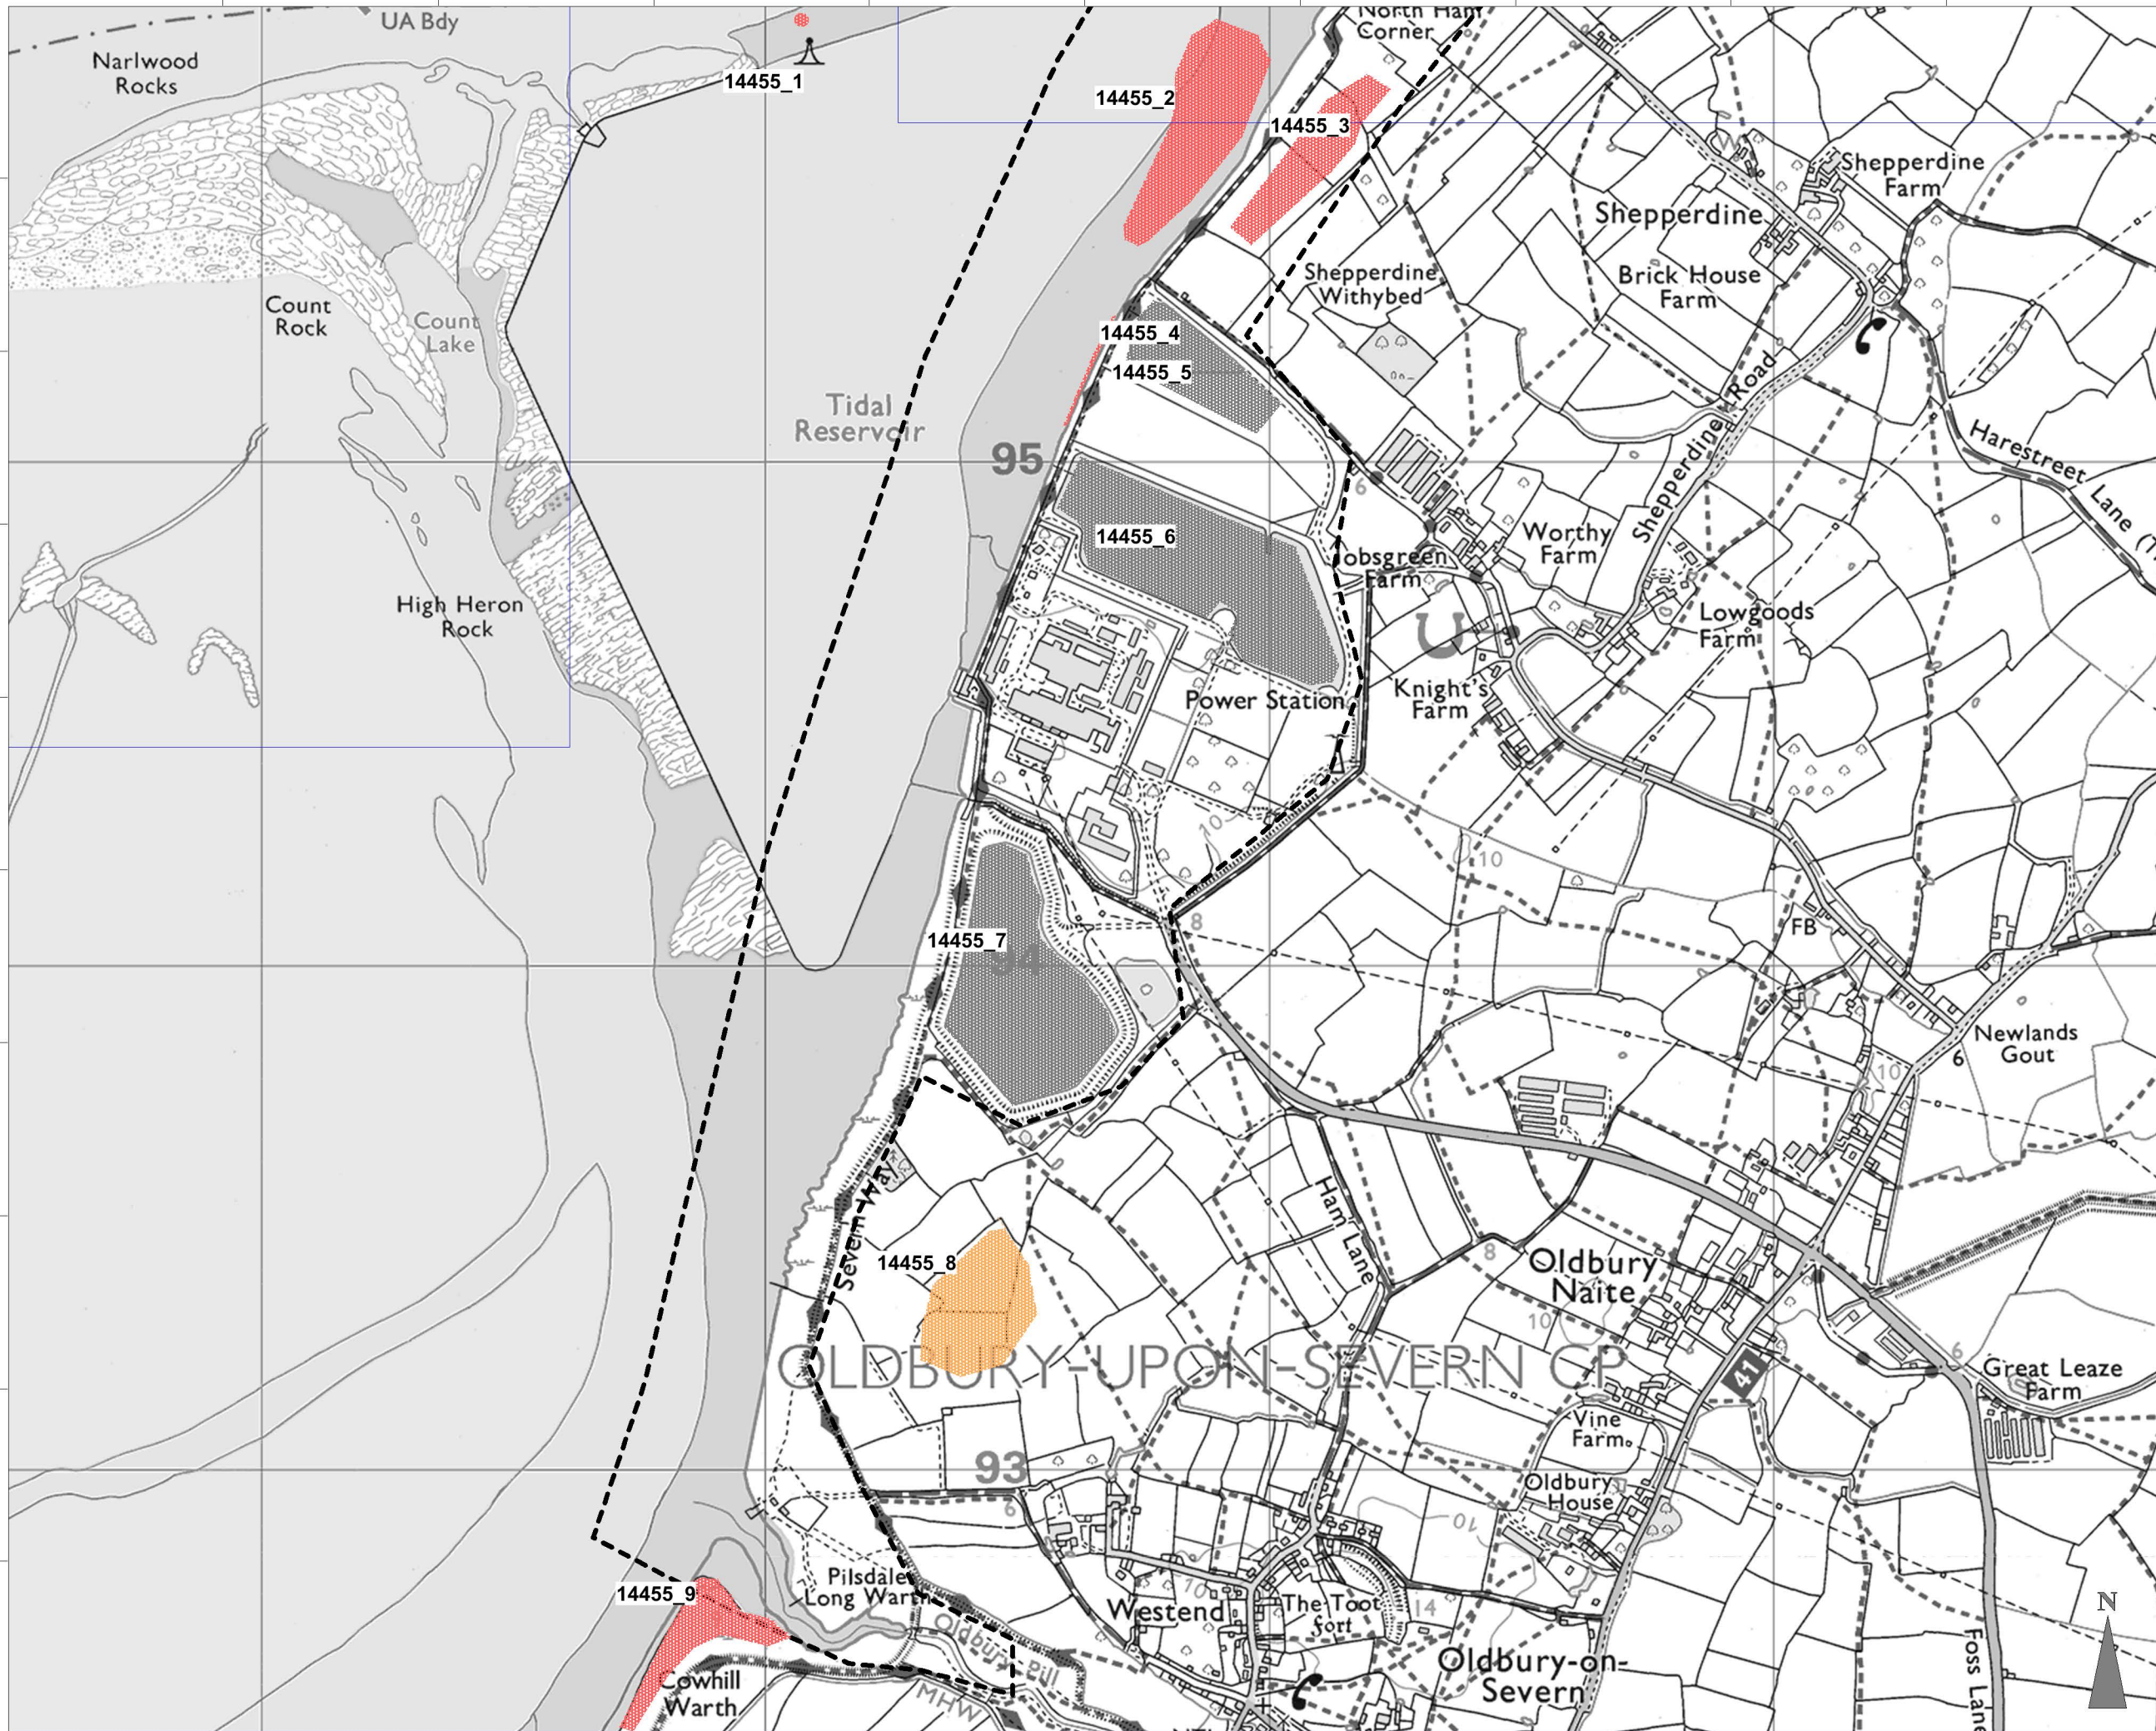 UA Bdy
Narlwood
Rocks
14455_1
14455_2
14455_3
North Ham
Corner
Shepperdine
Farm
Shepperdine
Brick House
Farm
Shepperdine
Withybed
Count
Rock
Count
Lake
14455_4
14455_5
Tidal
Reservoir
95
Shepperdine Road
Harestreet Lane
6
14455_6
Worthy
Farm
obsgreen
Farm
High Heron
Rock
Lowgoods
Farm
Power Station
Knight's
Farm
10
10
8
FB
14455_7
94
Newlands
Gout
6
10
Severn Way
Ham Lane
14455_8
8
Oldbury
Naite
10
OLDBURY-UPON-SEVERN CP
41
6
Great Leaze
Farm
Vine
Farm
93
6
Oldbury
House
10
14455_9
Pilsdale
Long Warth
10
Westend
The Toot
fort
14
N
Oldbury Pill
Oldbury-on-
Severn
Cowhill
Warth
MHW
Foss Lane